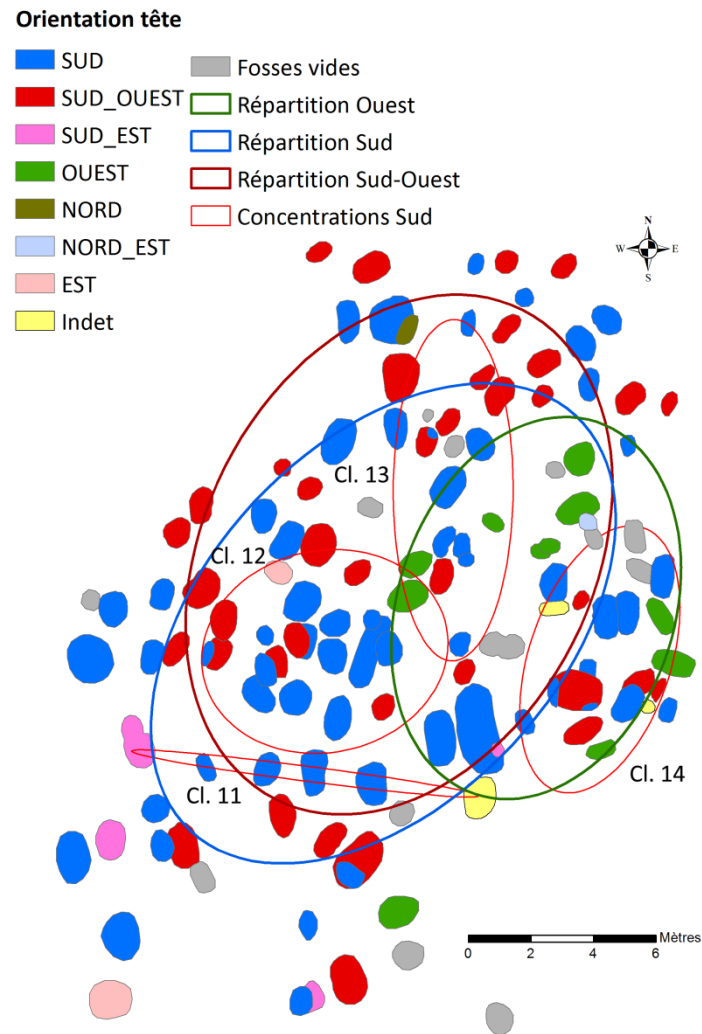 Orientation tête
SUD
SUD_OUEST
SUD_EST
OUEST
NORD
NORD_EST
EST
Indet
Fosses vides
Répartition Ouest
Répartition Sud
Répartition Sud-Ouest
Concentrations Sud
N
W E
S
Cl. 13
Cl. 12
Cl. 14
Cl. 11
Mètres
0 2 4 6